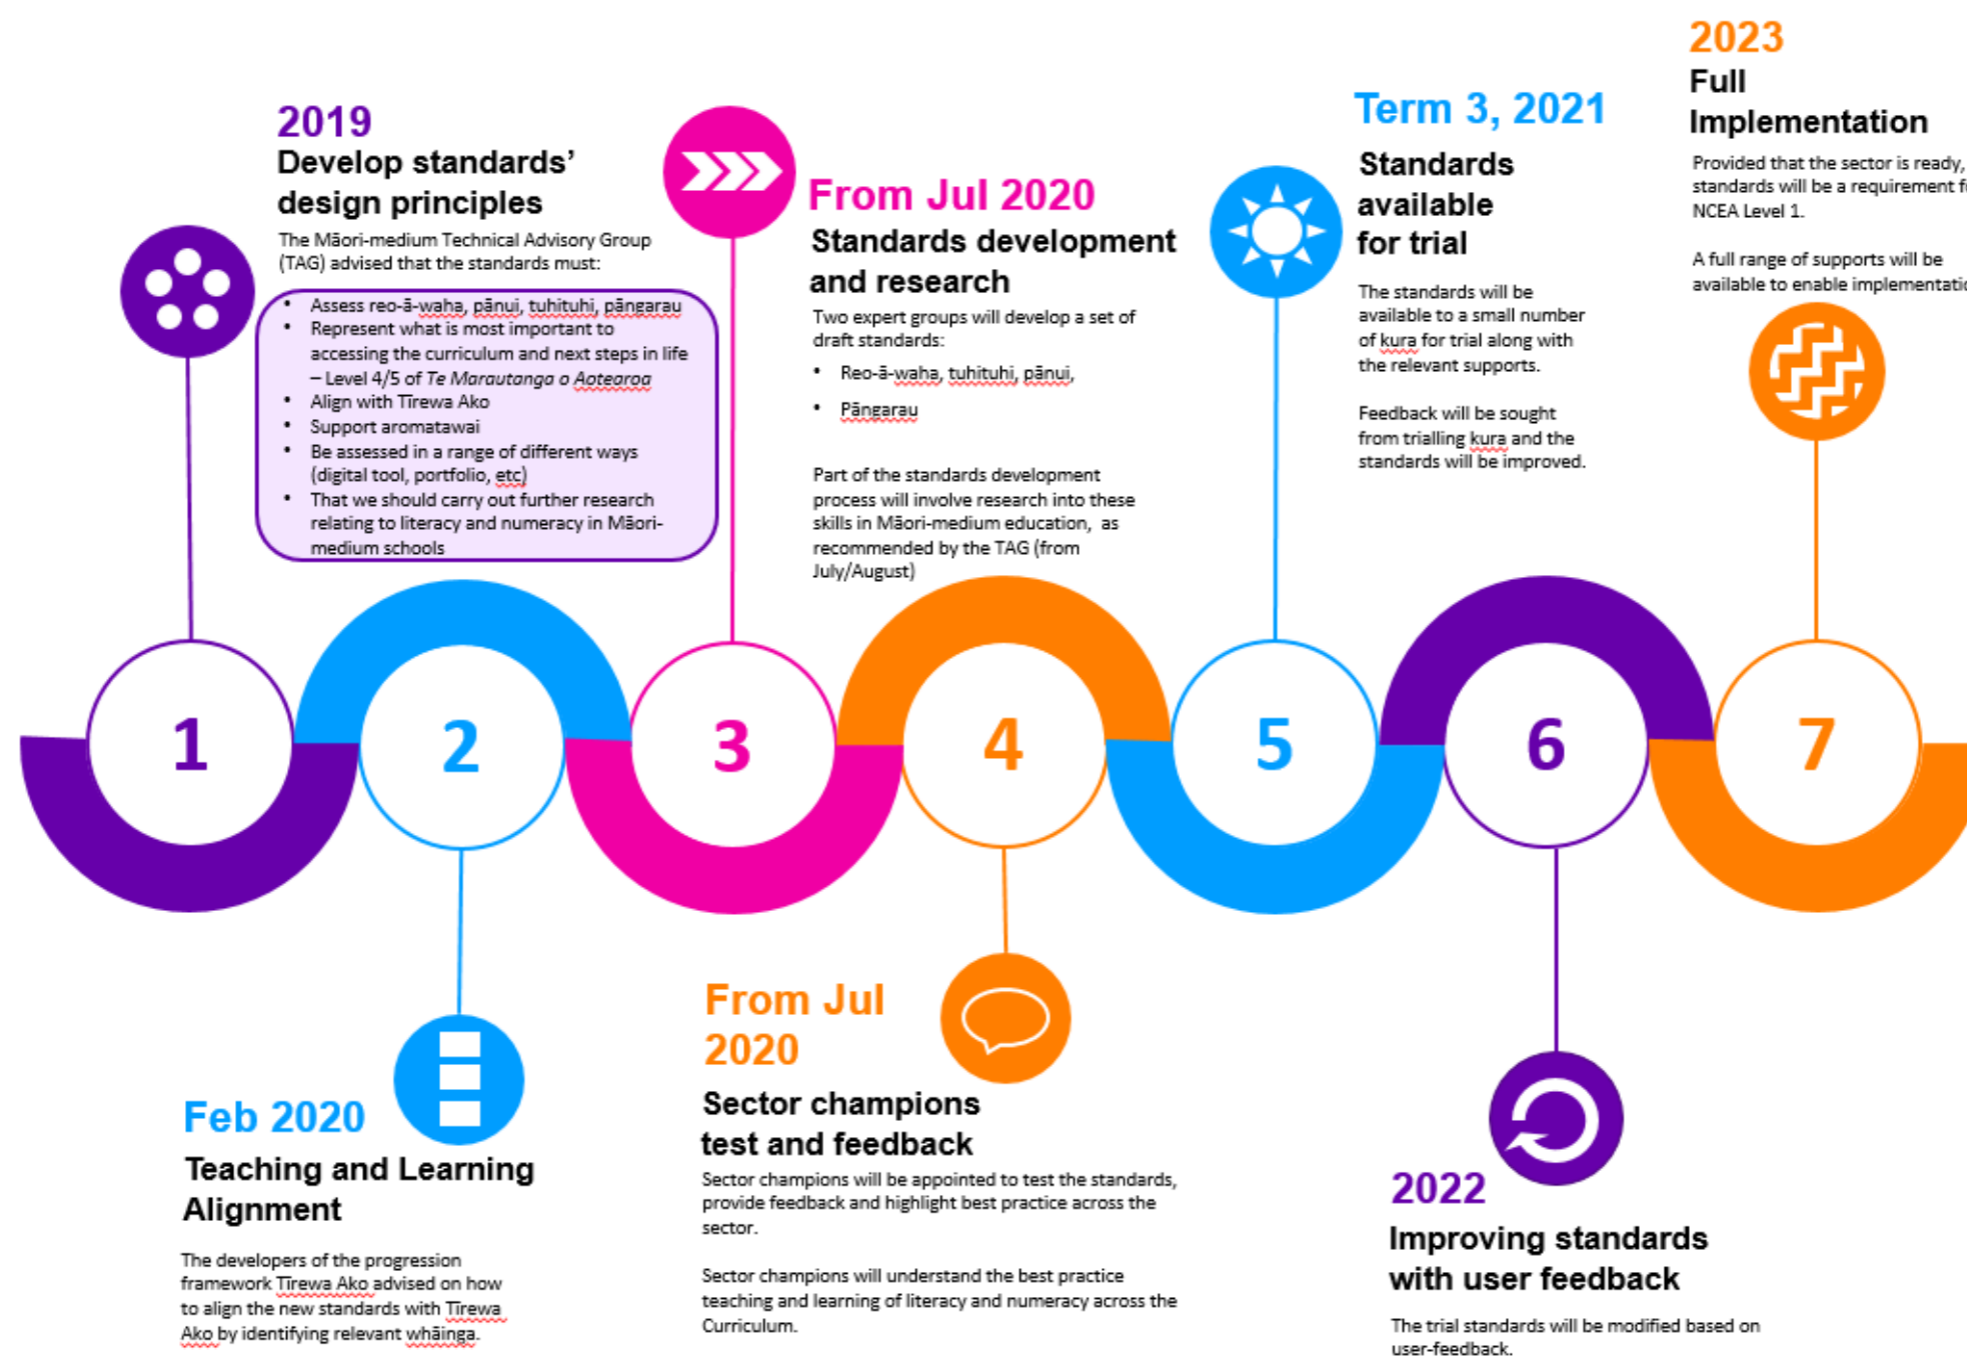 2019
Develop standards’
design principles
The Māori-medium Technical Advisory Group
(TAG) advised that the standards must:
• Assess reo-ā-waha, pānui, tuhituhi, pāngarau
• Represent what is most important to
accessing the curriculum and next steps in life
– Level 4/5 of Te Marautanga o Aotearoa
• Align with Tīrewa Ako
• Support aromatawai
• Be assessed in a range of different ways
(digital tool, portfolio, etc)
• That we should carry out further research
relating to literacy and numeracy in Māori-
medium schools
From Jul 2020
Standards development
and research
Two expert groups will develop a set of
draft standards:
• Reo-ā-waha, tuhituhi, pānui,
• Pāngarau
Part of the standards development
process will involve research into these
skills in Māori-medium education, as
recommended by the TAG (from
July/August)
Term 3, 2021
Standards
available
for trial
The standards will be
available to a small number
of kura for trial along with
the relevant supports.
Feedback will be sought
from trialling kura and the
standards will be improved.
2023
Full
Implementation
Provided that the sector is ready,
standards will be a requirement
NCEA Level 1.
A full range of supports will be
available to enable
1
2
3
4
5
6
7
Feb 2020
Teaching and Learning
Alignment
The developers of the progression
framework Tīrewa Ako advised on how
to align the new standards with Tīrewa
Ako by identifying relevant whāinga.
From Jul
2020
Sector champions
test and feedback
Sector champions will be appointed to test the standards,
provide feedback and highlight best practice across the
sector.
Sector champions will understand the best practice
teaching and learning of literacy and numeracy across the
Curriculum.
2022
Improving standards
with user feedback
The trial standards will be modified based on
user-feedback.